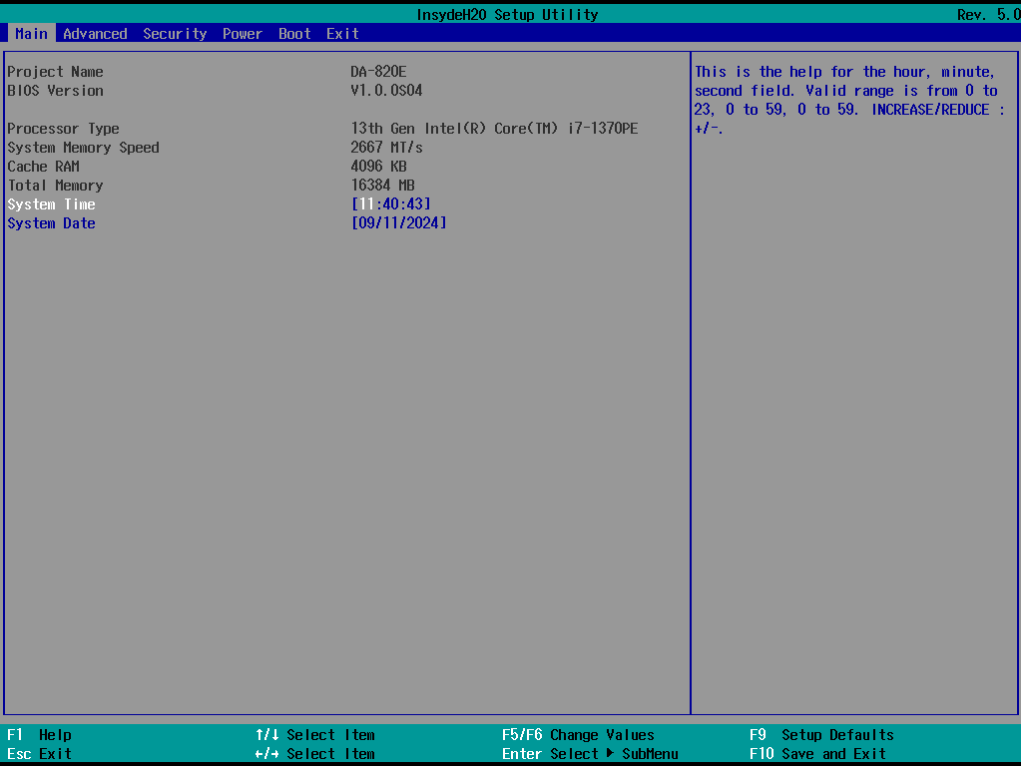 InsydeH20 Setup Utility Rev. 5.0
Main Advanced Security Power Boot Exit
Project Name DA-820E
BIOS Version V1.0.0S04
Processor Type 13th Gen Intel(R) Core(TM) i7-1370PE
System Memory Speed 2667 MT/s
Cache RAM 4096 KB
Total Memory 16384 MB
System Time [11:40:43]
System Date [09/11/2024]
This is the help for the hour, minute,
second field. Valid range is from 0 to
23, 0 to 59, 0 to 59. INCREASE/REDUCE :
+/-.
F1 Help ↑/↓ Select Item F5/F6 Change Values F9 Setup Defaults
Esc Exit ←/→ Select Item Enter Select ▶ SubMenu F10 Save and Exit